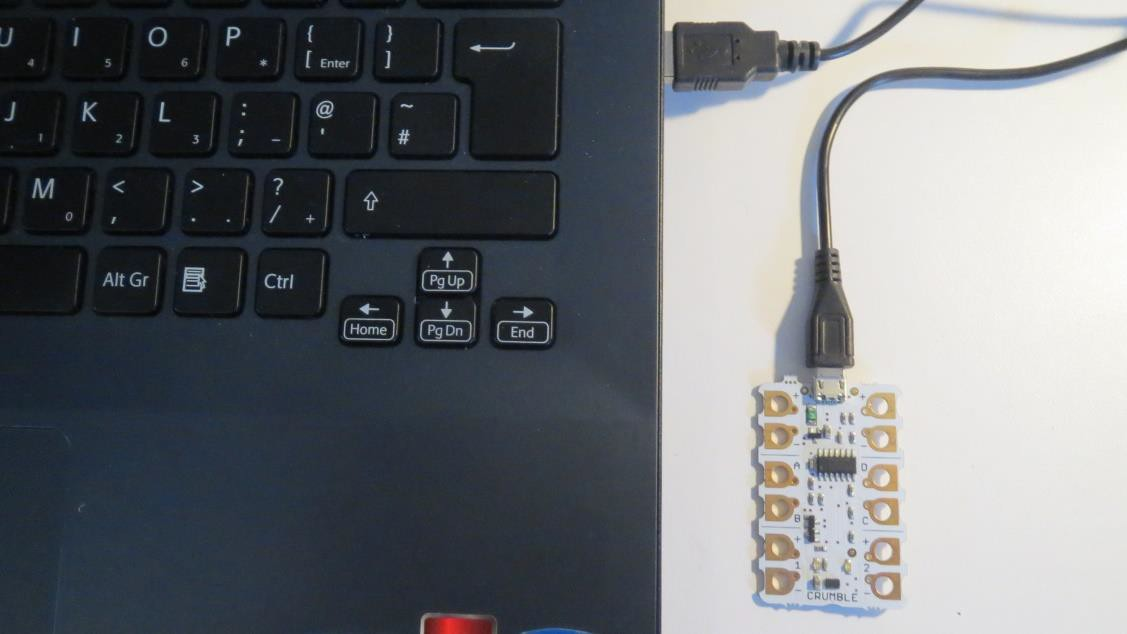 U 4 I 5 O 6 P * { [ Enter } ]
J 1 K 2 L 3 : ; _ @ ' ~ #
M 0 < , > . . ? / +
Alt Gr Ctrl Pg Up
Home Pg Dn End
+ +
- -
A D
B C
+ +
1 2
- -
CRUMBLE